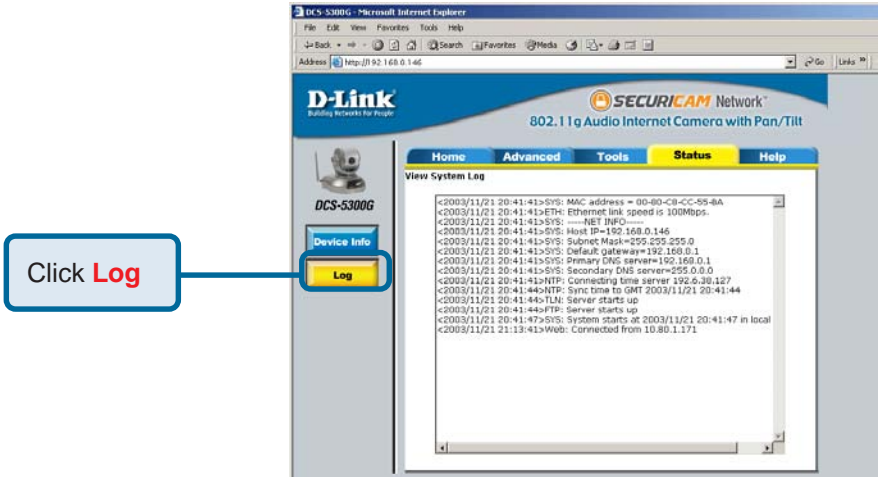 DCS-5300G - Microsoft Internet Explorer
File Edit View Favorites Tools Help
Back Search Favorites Media
Address http://192.168.0.146 Go Links »
D-Link
Building Networks for People
SECURICAM Network™
802.11g Audio Internet Camera with Pan/Tilt
Home Advanced Tools Status Help
View System Log
DCS-5300G
Device Info
Log
Click Log
<2003/11/21 20:41:41>SYS: MAC address = 00-80-C8-CC-55-8A
<2003/11/21 20:41:41>ETH: Ethernet link speed is 100Mbps.
<2003/11/21 20:41:41>SYS: -----NET INFO-----
<2003/11/21 20:41:41>SYS: Host IP=192.168.0.146
<2003/11/21 20:41:41>SYS: Subnet Mask=255.255.255.0
<2003/11/21 20:41:41>SYS: Default gateway=192.168.0.1
<2003/11/21 20:41:41>SYS: Primary DNS server=192.168.0.1
<2003/11/21 20:41:41>SYS: Secondary DNS server=255.0.0.0
<2003/11/21 20:41:41>NTP: Connecting time server 192.6.38.127
<2003/11/21 20:41:44>NTP: Sync time to GMT 2003/11/21 20:41:44
<2003/11/21 20:41:44>TLN: Server starts up
<2003/11/21 20:41:44>FTP: Server starts up
<2003/11/21 20:41:47>SYS: System starts at 2003/11/21 20:41:47 in local
<2003/11/21 21:13:41>Web: Connected from 10.80.1.171